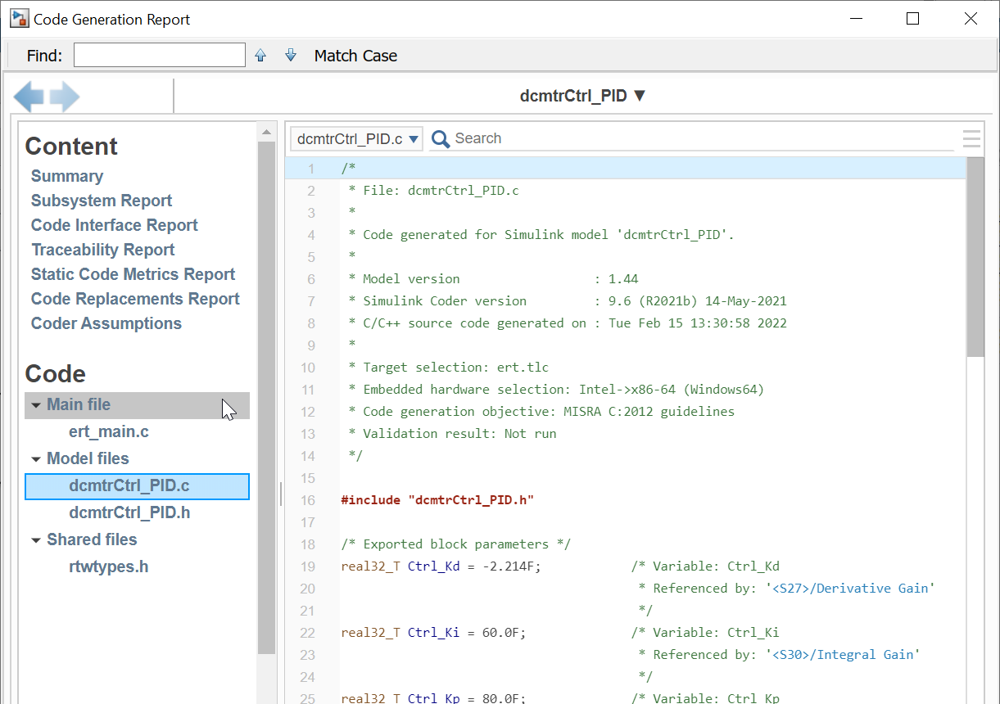 Code Generation Report
Find:
Match Case
dcmtrCtrl_PID ▼
Content
Summary
Subsystem Report
Code Interface Report
Traceability Report
Static Code Metrics Report
Code Replacements Report
Coder Assumptions
Code
Main file
ert_main.c
Model files
dcmtrCtrl_PID.c
dcmtrCtrl_PID.h
Shared files
rtwtypes.h
dcmtrCtrl_PID.c ▼ Search
1 /*
2 * File: dcmtrCtrl_PID.c
3 *
4 * Code generated for Simulink model 'dcmtrCtrl_PID'.
5 *
6 * Model version : 1.44
7 * Simulink Coder version : 9.6 (R2021b) 14-May-2021
8 * C/C++ source code generated on : Tue Feb 15 13:30:58 2022
9 *
10 * Target selection: ert.tlc
11 * Embedded hardware selection: Intel->x86-64 (Windows64)
12 * Code generation objective: MISRA C:2012 guidelines
13 * Validation result: Not run
14 */
15
16 #include "dcmtrCtrl_PID.h"
17
18 /* Exported block parameters */
19 real32_T Ctrl_Kd = -2.214F; /* Variable: Ctrl_Kd
20 * Referenced by: '<S27>/Derivative Gain'
21 */
22 real32_T Ctrl_Ki = 60.0F; /* Variable: Ctrl_Ki
23 * Referenced by: '<S30>/Integral Gain'
24 */
25 real32_T Ctrl_Kp = 80.0F; /* Variable: Ctrl_Kp